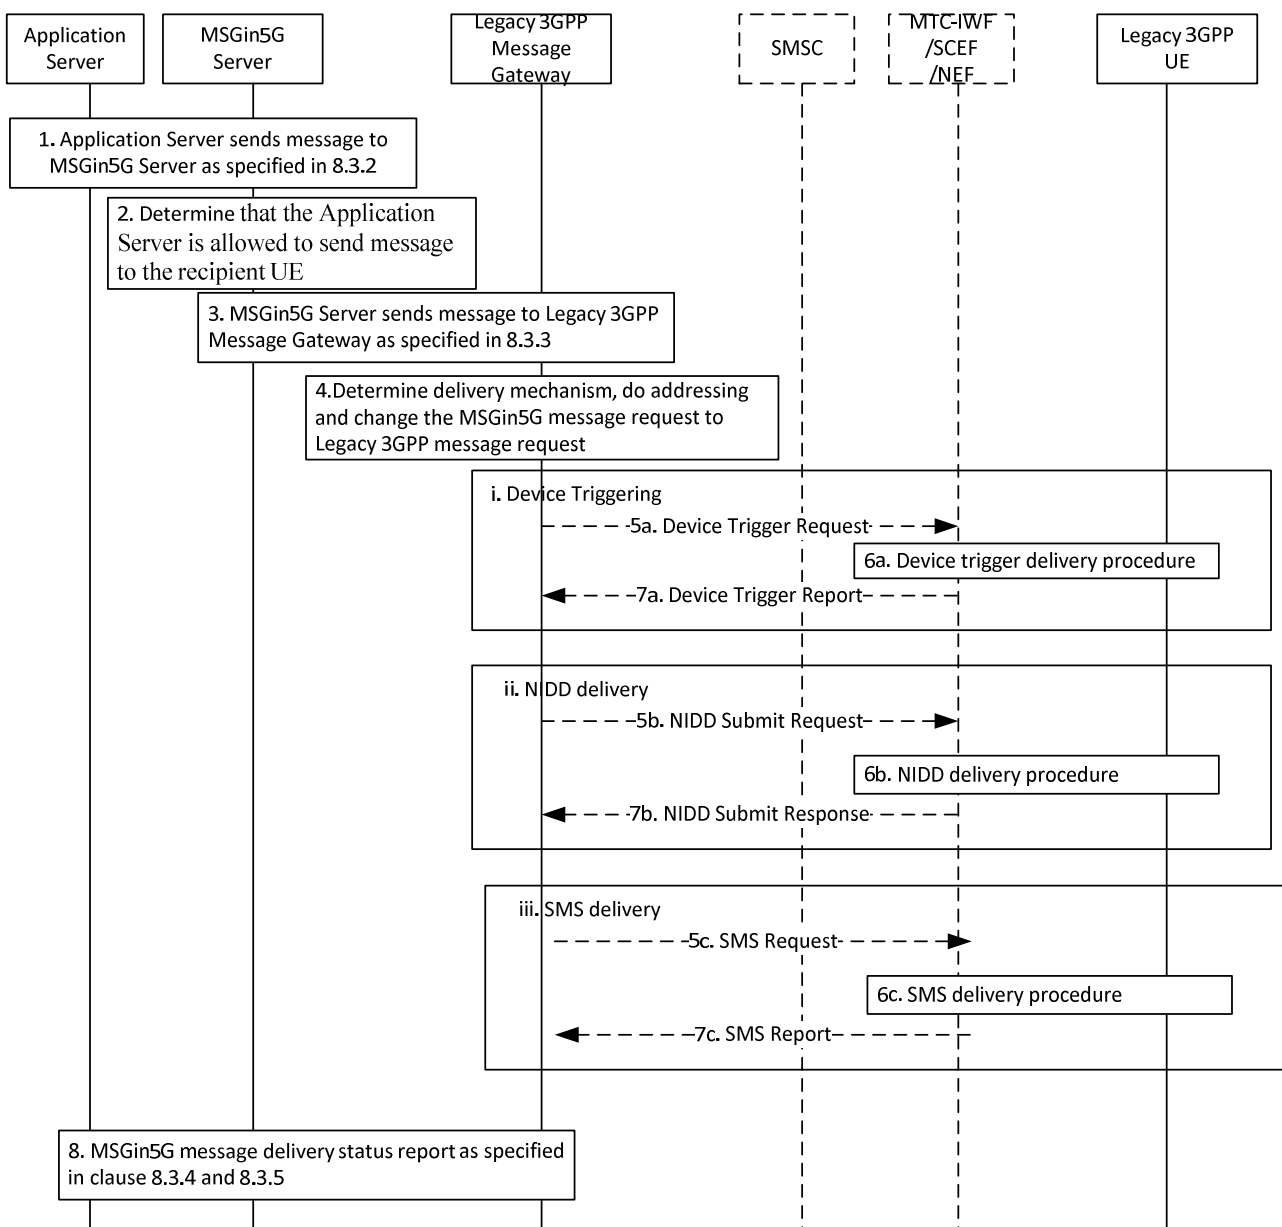 Application
Server
MSGin5G
Server
Legacy 3GPP
Message
Gateway
SMSC
MTC-IWF
/SCEF
/NEF
Legacy 3GPP
UE
1. Application Server sends message to
MSGin5G Server as specified in 8.3.2
2. Determine that the Application
Server is allowed to send message
to the recipient UE
3. MSGin5G Server sends message to Legacy 3GPP
Message Gateway as specified in 8.3.3
4.Determine delivery mechanism, do addressing
and change the MSGin5G message request to
Legacy 3GPP message request
i. Device Triggering
5a. Device Trigger Request
6a. Device trigger delivery procedure
7a. Device Trigger Report
ii. NIDD delivery
5b. NIDD Submit Request
6b. NIDD delivery procedure
7b. NIDD Submit Response
iii. SMS delivery
5c. SMS Request
6c. SMS delivery procedure
7c. SMS Report
8. MSGin5G message delivery status report as specified
in clause 8.3.4 and 8.3.5